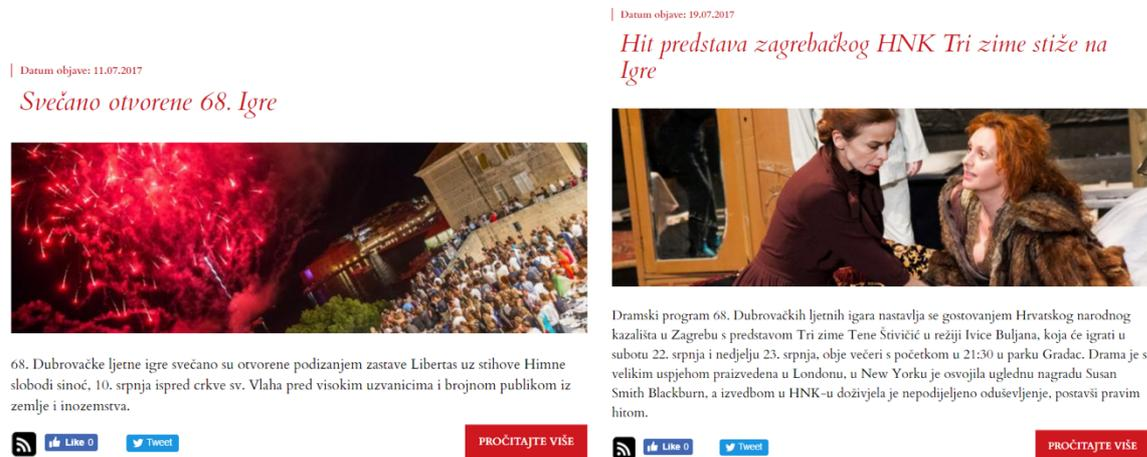 Datum objave: 11.07.2017
Svečano otvorene 68. Igre
68. Dubrovačke ljetne igre svečano su otvorene podizanjem zastave Libertas uz stihove Himne
slobodi sinoć, 10. srpnja ispred crkve sv. Vlaha pred visokim uzvanicima i brojnom publikom iz
zemlje i inozemstva.
Like 0
Tweet
PROČITAJTE VIŠE
Datum objave: 19.07.2017
Hit predstava zagrebačkog HNK Tri zime stiže na
Igre
Dramski program 68. Dubrovačkih ljetnih igara nastavlja se gostovanjem Hrvatskog narodnog
kazališta u Zagrebu s predstavom Tri zime Tene Štivičić u režiji Ivice Buljana, koja će igrati u
subotu 22. srpnja i nedjelju 23. srpnja, obje večeri s početkom u 21:30 u parku Gradac. Drama je s
velikim uspjehom praizvedena u Londonu, u New Yorku je osvojila uglednu nagradu Susan
Smith Blackburn, a izvedbom u HNK-u doživjela je nepodijeljeno oduševljenje, postavši pravim
hitom.
Like 0
Tweet
PROČITAJTE VIŠE